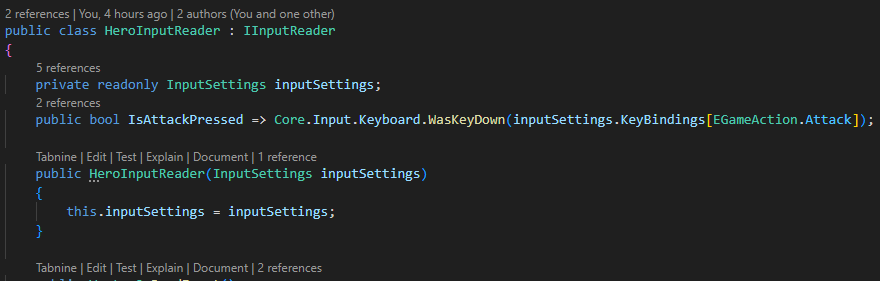 2 references | You, 4 hours ago | 2 authors (You and one other)
public class HeroInputReader : IInputReader
{
5 references
private readonly InputSettings inputSettings;
2 references
public bool IsAttackPressed => Core.Input.Keyboard.WasKeyDown(inputSettings.KeyBindings[EGameAction.Attack]);
Tabnine | Edit | Test | Explain | Document | 1 reference
public HeroInputReader(InputSettings inputSettings)
{
this.inputSettings = inputSettings;
}
Tabnine | Edit | Test | Explain | Document | 2 references